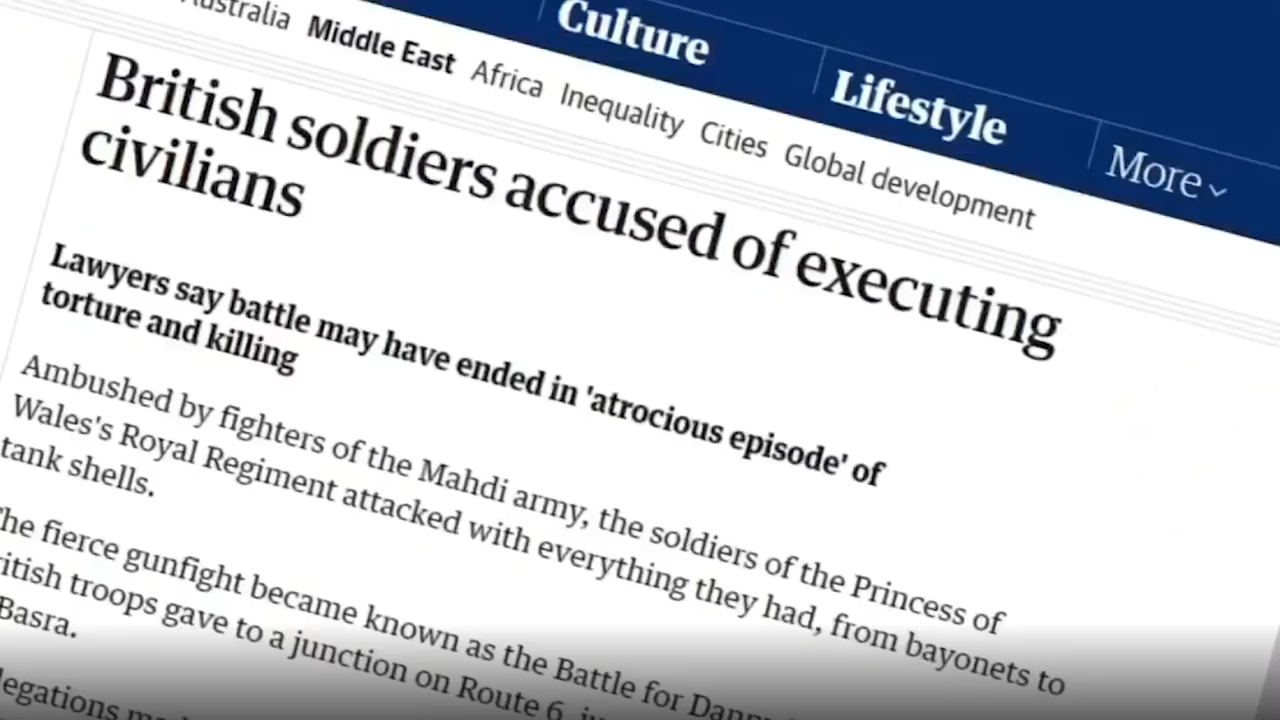 Culture
Lifestyle
More
Australia Middle East Africa Inequality Cities Global development
British soldiers accused of executing
civilians
Lawyers say battle may have ended in 'atrocious episode' of
torture and killing
Ambushed by fighters of the Mahdi army, the soldiers of the Princess of
Wales's Royal Regiment attacked with everything they had, from bayonets to
tank shells.
The fierce gunfight became known as the Battle for Danny
British troops gave to a junction on Route 6,
Basra.